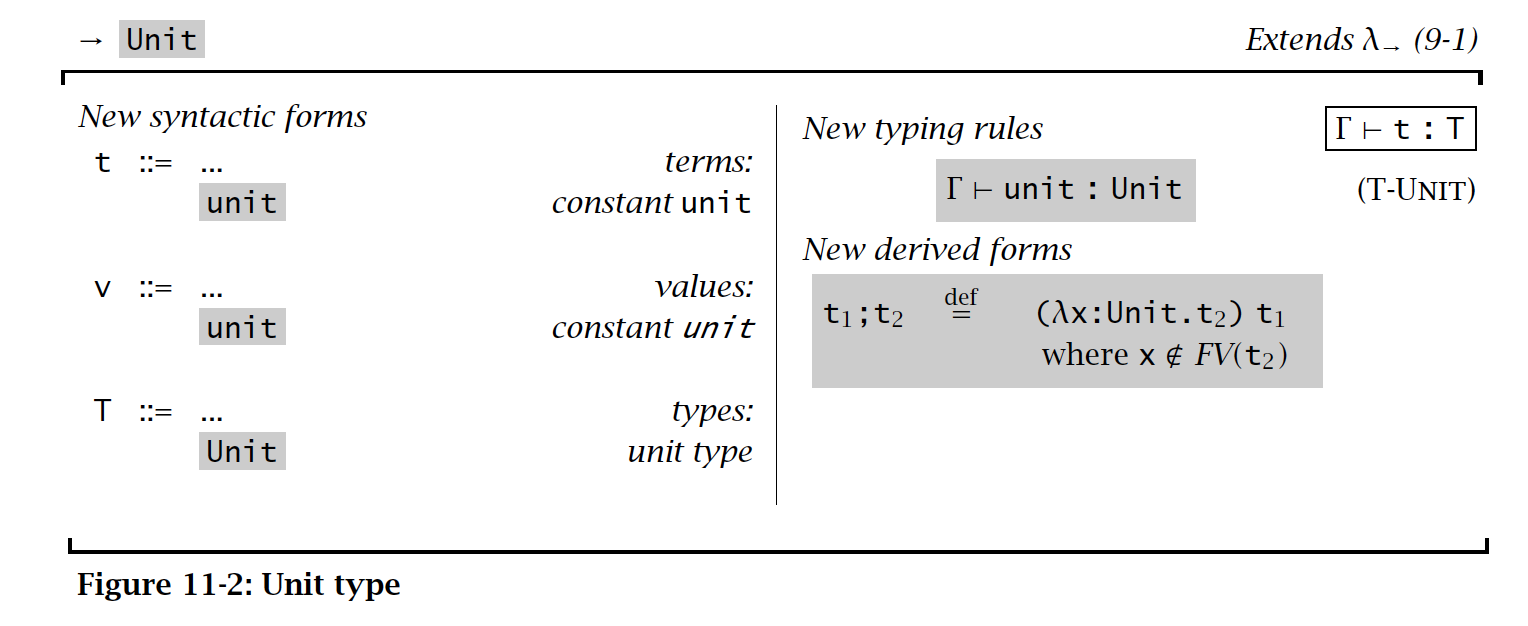 → Unit Extends λ→ (9-1)
New syntactic forms
t ::= ... terms:
unit constant unit
v ::= ... values:
unit constant unit
T ::= ... types:
Unit unit type
New typing rules Γ ⊢ t : T
Γ ⊢ unit : Unit (T-UNIT)
New derived forms
t₁;t₂ def= (λx:Unit.t₂) t₁
where x ∉ FV(t₂)
Figure 11-2: Unit type